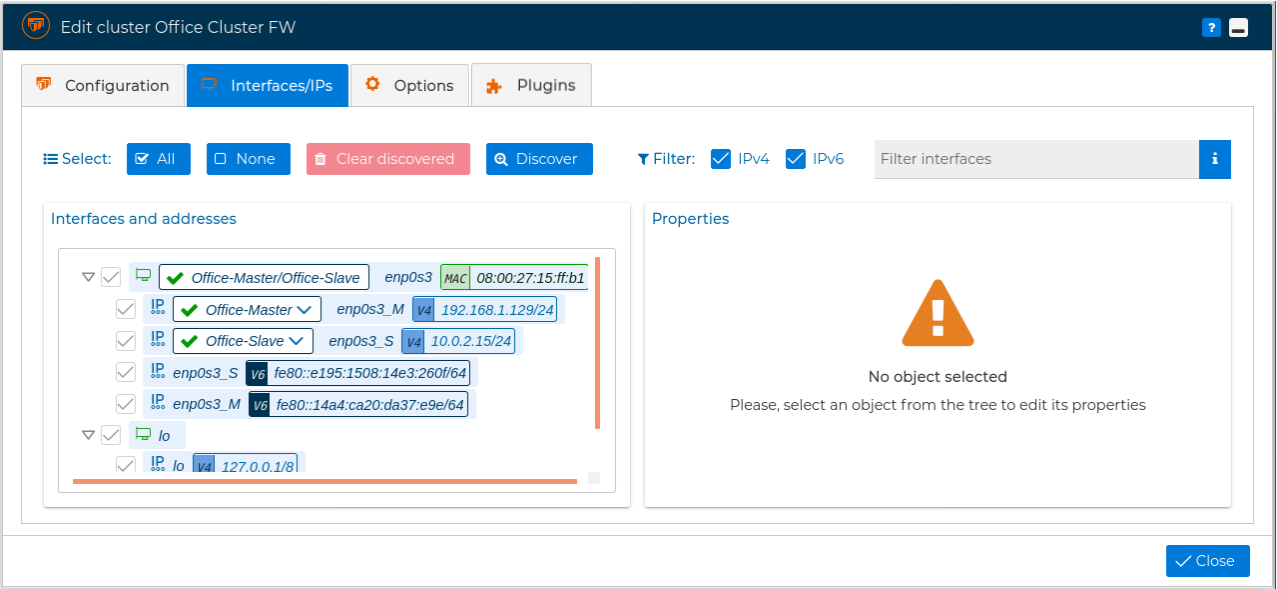 Edit cluster Office Cluster FW
?
Configuration Interfaces/IPs Options Plugins
Select: All None Clear discovered Discover Filter: IPv4 IPv6 Filter interfaces i
Interfaces and addresses
Office-Master/Office-Slave enp0s3 MAC 08:00:27:15:ff:b1
IP Office-Master enp0s3_M V4 192.168.1.129/24
IP Office-Slave enp0s3_S V4 10.0.2.15/24
IP enp0s3_S V6 fe80::e195:1508:14e3:260f/64
IP enp0s3_M V6 fe80::14a4:ca20:da37:e9e/64
lo
IP lo V4 127.0.0.1/8
Properties
No object selected
Please, select an object from the tree to edit its properties
Close